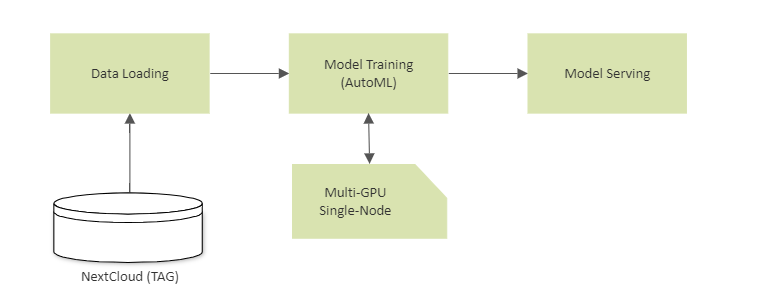 Data Loading
Model Training
(AutoML)
Model Serving
Multi-GPU
Single-Node
NextCloud (TAG)